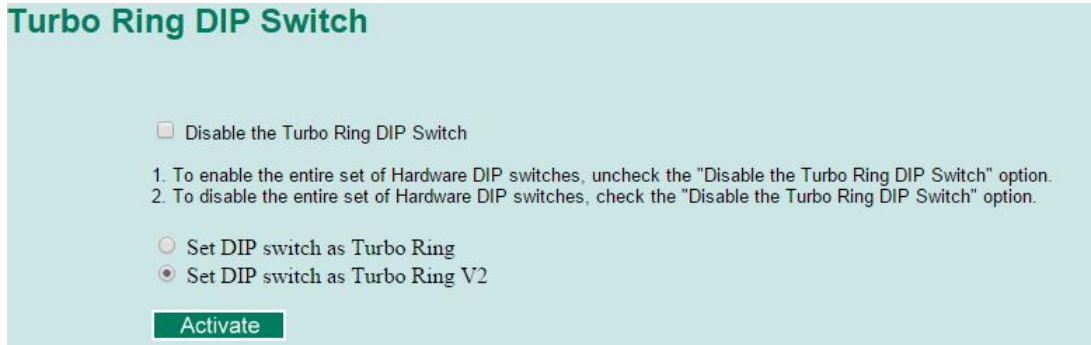 Turbo Ring DIP Switch
Disable the Turbo Ring DIP Switch
1. To enable the entire set of Hardware DIP switches, uncheck the "Disable the Turbo Ring DIP Switch" option.
2. To disable the entire set of Hardware DIP switches, check the "Disable the Turbo Ring DIP Switch" option.
Set DIP switch as Turbo Ring
Set DIP switch as Turbo Ring V2
Activate